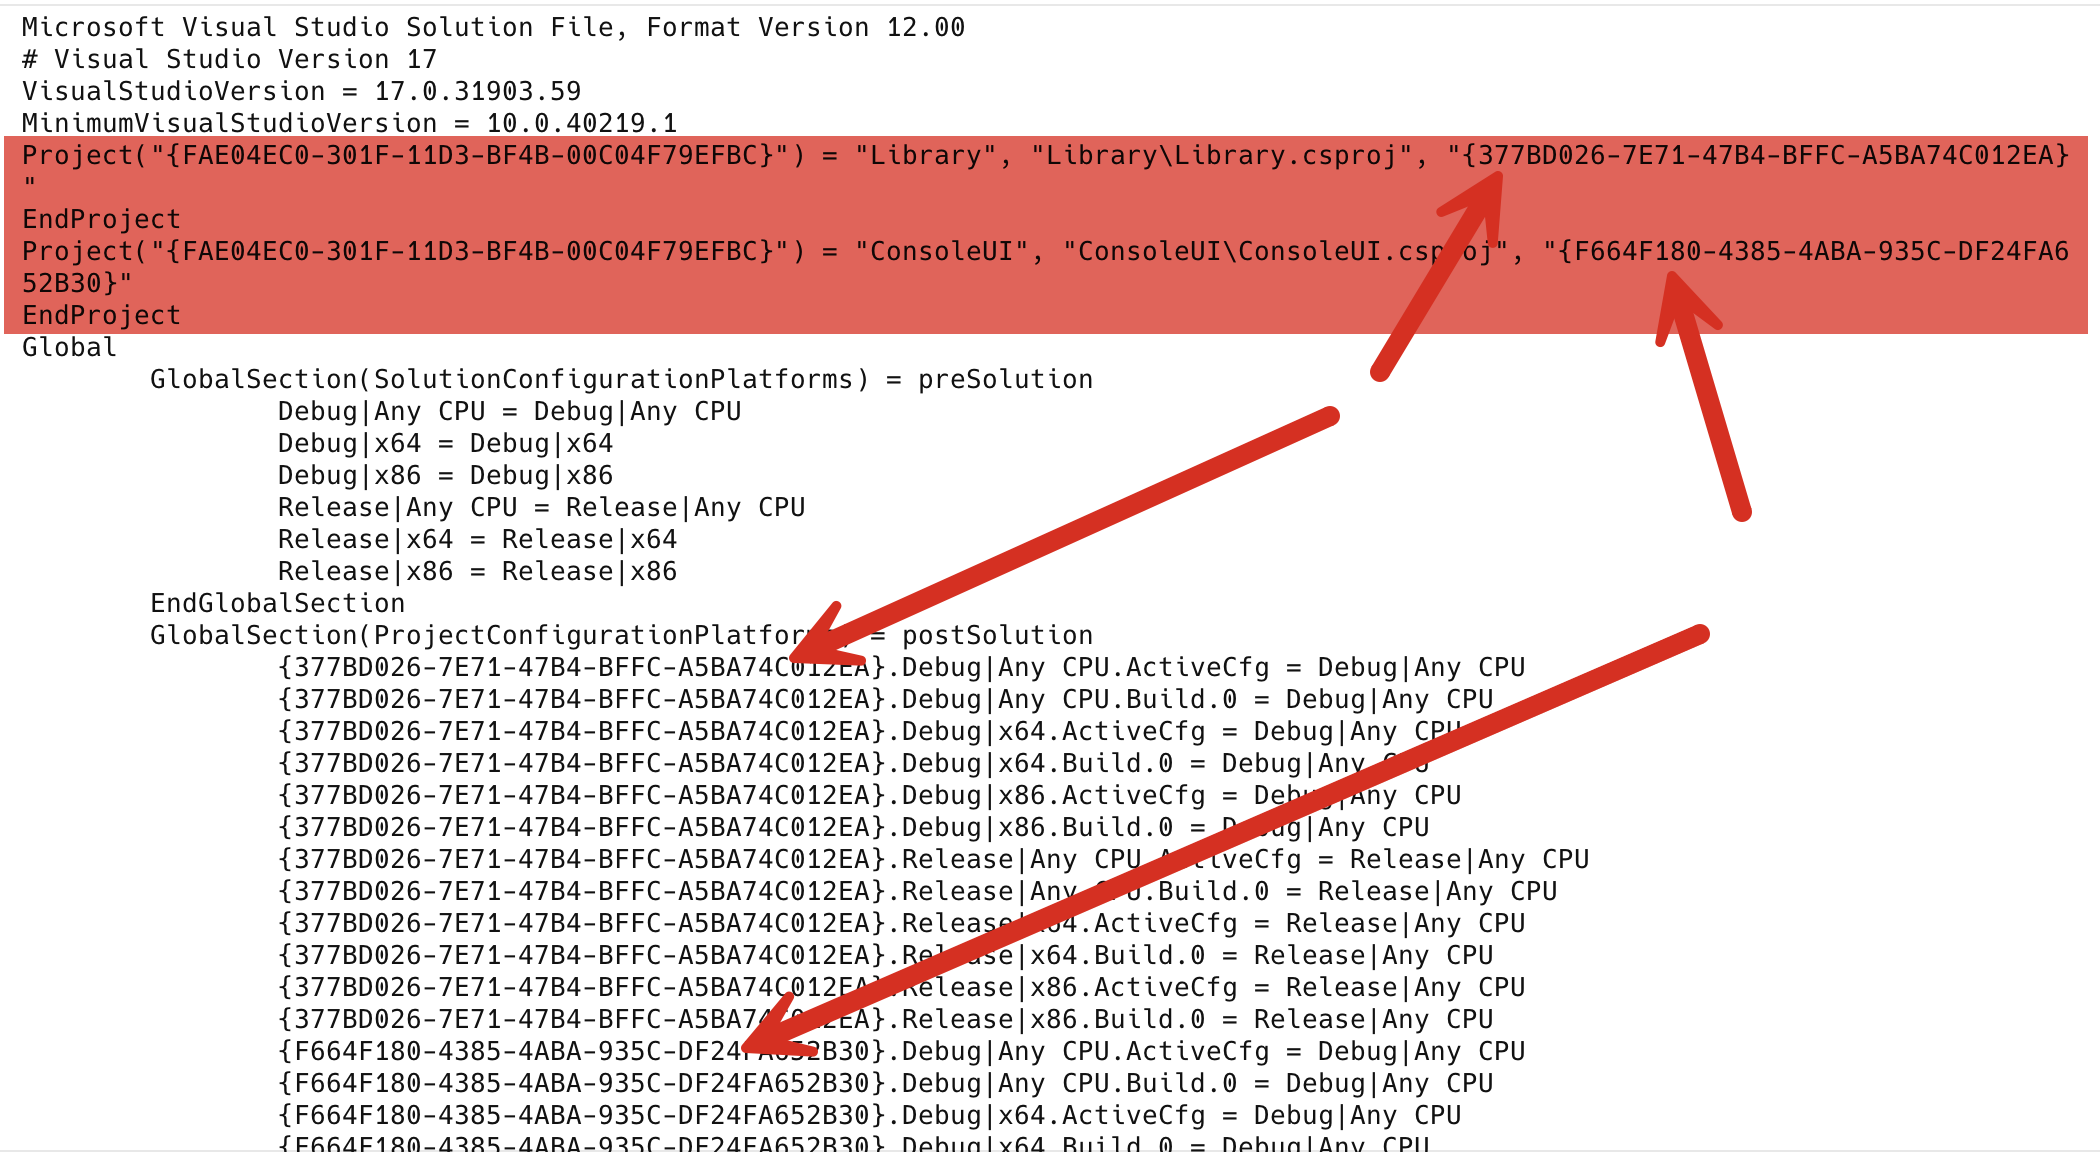 Microsoft Visual Studio Solution File, Format Version 12.00
# Visual Studio Version 17
VisualStudioVersion = 17.0.31903.59
MinimumVisualStudioVersion = 10.0.40219.1
Project("{FAE04EC0-301F-11D3-BF4B-00C04F79EFBC}") = "Library", "Library\Library.csproj", "{377BD026-7E71-47B4-BFFC-A5BA74C012EA}
"
EndProject
Project("{FAE04EC0-301F-11D3-BF4B-00C04F79EFBC}") = "ConsoleUI", "ConsoleUI\ConsoleUI.csproj", "{F664F180-4385-4ABA-935C-DF24FA6
52B30}"
EndProject
Global
GlobalSection(SolutionConfigurationPlatforms) = preSolution
Debug|Any CPU = Debug|Any CPU
Debug|x64 = Debug|x64
Debug|x86 = Debug|x86
Release|Any CPU = Release|Any CPU
Release|x64 = Release|x64
Release|x86 = Release|x86
EndGlobalSection
GlobalSection(ProjectConfigurationPlatforms) = postSolution
{377BD026-7E71-47B4-BFFC-A5BA74C012EA}.Debug|Any CPU.ActiveCfg = Debug|Any CPU
{377BD026-7E71-47B4-BFFC-A5BA74C012EA}.Debug|Any CPU.Build.0 = Debug|Any CPU
{377BD026-7E71-47B4-BFFC-A5BA74C012EA}.Debug|x64.ActiveCfg = Debug|Any CPU
{377BD026-7E71-47B4-BFFC-A5BA74C012EA}.Debug|x64.Build.0 = Debug|Any CPU
{377BD026-7E71-47B4-BFFC-A5BA74C012EA}.Debug|x86.ActiveCfg = Debug|Any CPU
{377BD026-7E71-47B4-BFFC-A5BA74C012EA}.Debug|x86.Build.0 = Debug|Any CPU
{377BD026-7E71-47B4-BFFC-A5BA74C012EA}.Release|Any CPU.ActiveCfg = Release|Any CPU
{377BD026-7E71-47B4-BFFC-A5BA74C012EA}.Release|Any CPU.Build.0 = Release|Any CPU
{377BD026-7E71-47B4-BFFC-A5BA74C012EA}.Release|x64.ActiveCfg = Release|Any CPU
{377BD026-7E71-47B4-BFFC-A5BA74C012EA}.Release|x64.Build.0 = Release|Any CPU
{377BD026-7E71-47B4-BFFC-A5BA74C012EA}.Release|x86.ActiveCfg = Release|Any CPU
{377BD026-7E71-47B4-BFFC-A5BA74C012EA}.Release|x86.Build.0 = Release|Any CPU
{F664F180-4385-4ABA-935C-DF24FA652B30}.Debug|Any CPU.ActiveCfg = Debug|Any CPU
{F664F180-4385-4ABA-935C-DF24FA652B30}.Debug|Any CPU.Build.0 = Debug|Any CPU
{F664F180-4385-4ABA-935C-DF24FA652B30}.Debug|x64.ActiveCfg = Debug|Any CPU
{F664F180-4385-4ABA-935C-DF24FA652B30}.Debug|x64.Build.0 = Debug|Any CPU